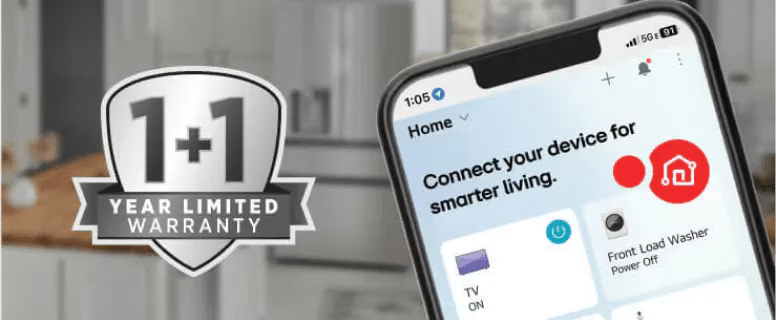 1+1
YEAR LIMITED
WARRANTY
1:05
5GE 91
Home
Connect your device for
smarter living.
TV
ON
Front Load Washer
Power Off